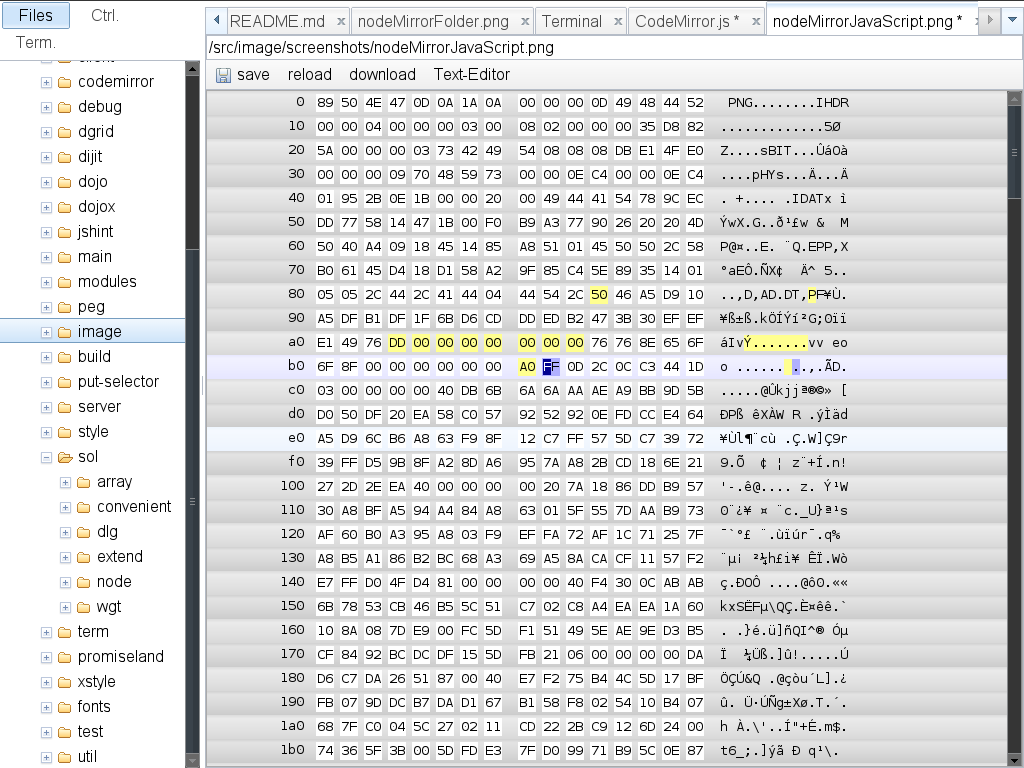 Files Ctrl.
Term.
README.md nodeMirrorFolder.png Terminal CodeMirror.js * nodeMirrorJavaScript.png *
/src/image/screenshots/nodeMirrorJavaScript.png
save reload download Text-Editor
client
codemirror
debug
dgrid
dijit
dojo
dojox
jshint
main
modules
peg
image
build
put-selector
server
style
sol
array
convenient
dlg
extend
node
wgt
term
promiseland
xstyle
fonts
test
util
0 89 50 4E 47 0D 0A 1A 0A 00 00 00 0D 49 48 44 52 PNG........IHDR
10 00 00 04 00 00 00 03 00 08 02 00 00 00 35 D8 82 .............5Ø
20 5A 00 00 00 03 73 42 49 54 08 08 08 DB E1 4F E0 Z....sBIT...ÛáOà
30 00 00 00 09 70 48 59 73 00 00 0E C4 00 00 0E C4 ....pHYs...Ä...Ä
40 01 95 2B 0E 1B 00 00 20 00 49 44 41 54 78 9C EC . +.... .IDATx ì
50 DD 77 58 14 47 1B 00 F0 B9 A3 77 90 26 20 20 4D ÝwX.G..ð¹£w & M
60 50 40 A4 09 18 45 14 85 A8 51 01 45 50 50 2C 58 P@¤..E. ¨Q.EPP,X
70 B0 61 45 D4 18 D1 58 A2 9F 85 C4 5E 89 35 14 01 °aEÔ.ÑX¢ Ä^ 5..
80 05 05 2C 44 2C 41 44 04 44 54 2C 50 46 A5 D9 10 ..,D,AD.DT,PF¥Ù.
90 A5 DF B1 DF 1F 6B D6 CD DD ED B2 47 3B 30 EF EF ¥ß±ß.kÖÍÝí²G;0ïï
a0 E1 49 76 DD 00 00 00 00 00 00 00 76 76 8E 65 6F áIvÝ.......vv eo
b0 6F 8F 00 00 00 00 00 00 A0 FF 0D 2C 0C C3 44 1D o ...... ..,.ÃD.
c0 03 00 00 00 00 40 DB 6B 6A 6A AA AE A9 BB 9D 5B .....@Ûkjjª®©» [
d0 D0 50 DF 20 EA 58 C0 57 92 52 92 0E FD CC E4 64 ÐPß êXÀW R .ýÌäd
e0 A5 D9 6C B6 A8 63 F9 8F 12 C7 FF 57 5D C7 39 72 ¥Ùl¶¨cù .Ç.W]Ç9r
f0 39 FF D5 9B 8F A2 8D A6 95 7A A8 2B CD 18 6E 21 9.Õ ¢ ¦ z¨+Í.n!
100 27 2D 2E EA 40 00 00 00 00 20 7A 18 86 DD B9 57 '-.ê@.... z. Ý¹W
110 30 A8 BF A5 94 A4 84 A8 63 01 5F 55 7D AA B9 73 0¨¿¥ ¤ ¨c._U}ª¹s
120 AF 60 B0 A3 95 A8 03 F9 EF FA 72 AF 1C 71 25 7F ¯`°£ ¨.ùïúr¯.q%
130 A8 B5 A1 86 B2 BC 68 A3 69 A5 8A CA CF 11 57 F2 ¨µ¡ ²¼h£i¥ ÊÏ.Wò
140 E7 FF D0 4F D4 81 00 00 00 00 40 F4 30 0C AB AB ç.ÐOÔ ....@ô0.««
150 6B 78 53 CB 46 B5 5C 51 C7 02 C8 A4 EA EA 1A 60 kxSËFµ\QÇ.È¤êê.`
160 10 8A 08 7D E9 00 FC 5D F1 51 49 5E AE 9E D3 B5 . .}é.ü]ñQI^® Óµ
170 CF 84 92 BC DC DF 15 5D FB 21 06 00 00 00 00 DA Ï ¼Üß.]û!.....Ú
180 D6 C7 DA 26 51 87 00 40 E7 F2 75 B4 4C 5D 17 BF ÖÇÚ&Q .@çòu´L].¿
190 FB 07 9D DC B7 DA D1 67 B1 58 F8 02 54 10 B4 07 û. Ü·ÚÑg±Xø.T.´.
1a0 68 7F C0 04 5C 27 02 11 CD 22 2B C9 12 6D 24 00 h À.\'..Í"+É.m$.
1b0 74 36 5F 3B 00 5D FD E3 7F D0 99 71 B9 5C 0E 87 t6_;.]ýã Ð q¹\.